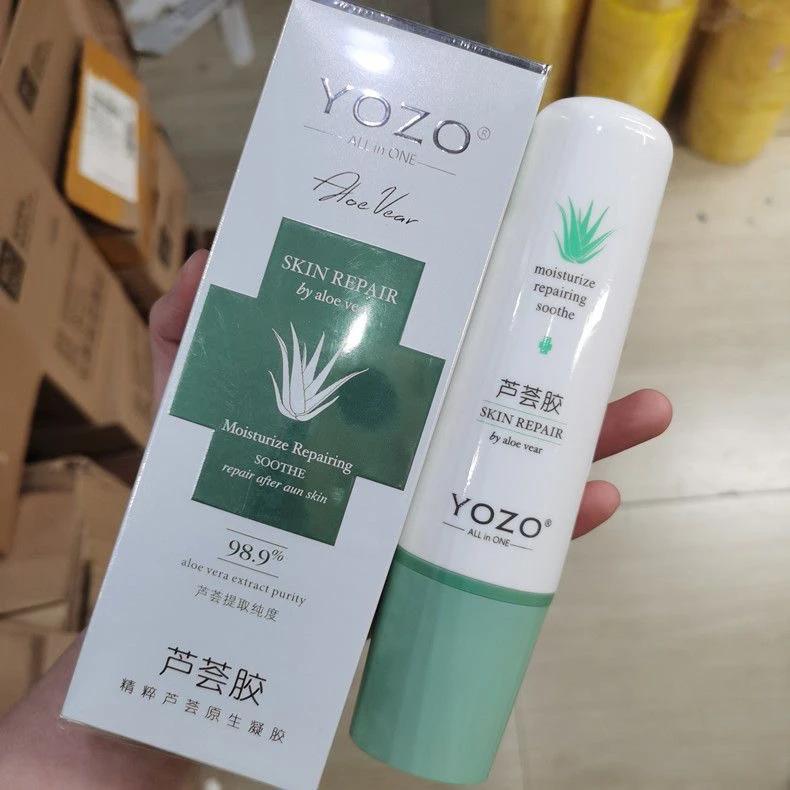 YOZO®
ALL in ONE
Aloe Vear
SKIN REPAIR
by aloe vear
Moisturize Repairing
SOOTHE
repair after aun skin
98.9%
aloe vera extract purity
芦荟提取纯度
芦荟胶
精粹芦荟原生凝胶
moisturize
repairing
soothe
芦荟胶
SKIN REPAIR
by aloe vear
YOZO®
ALL in ONE